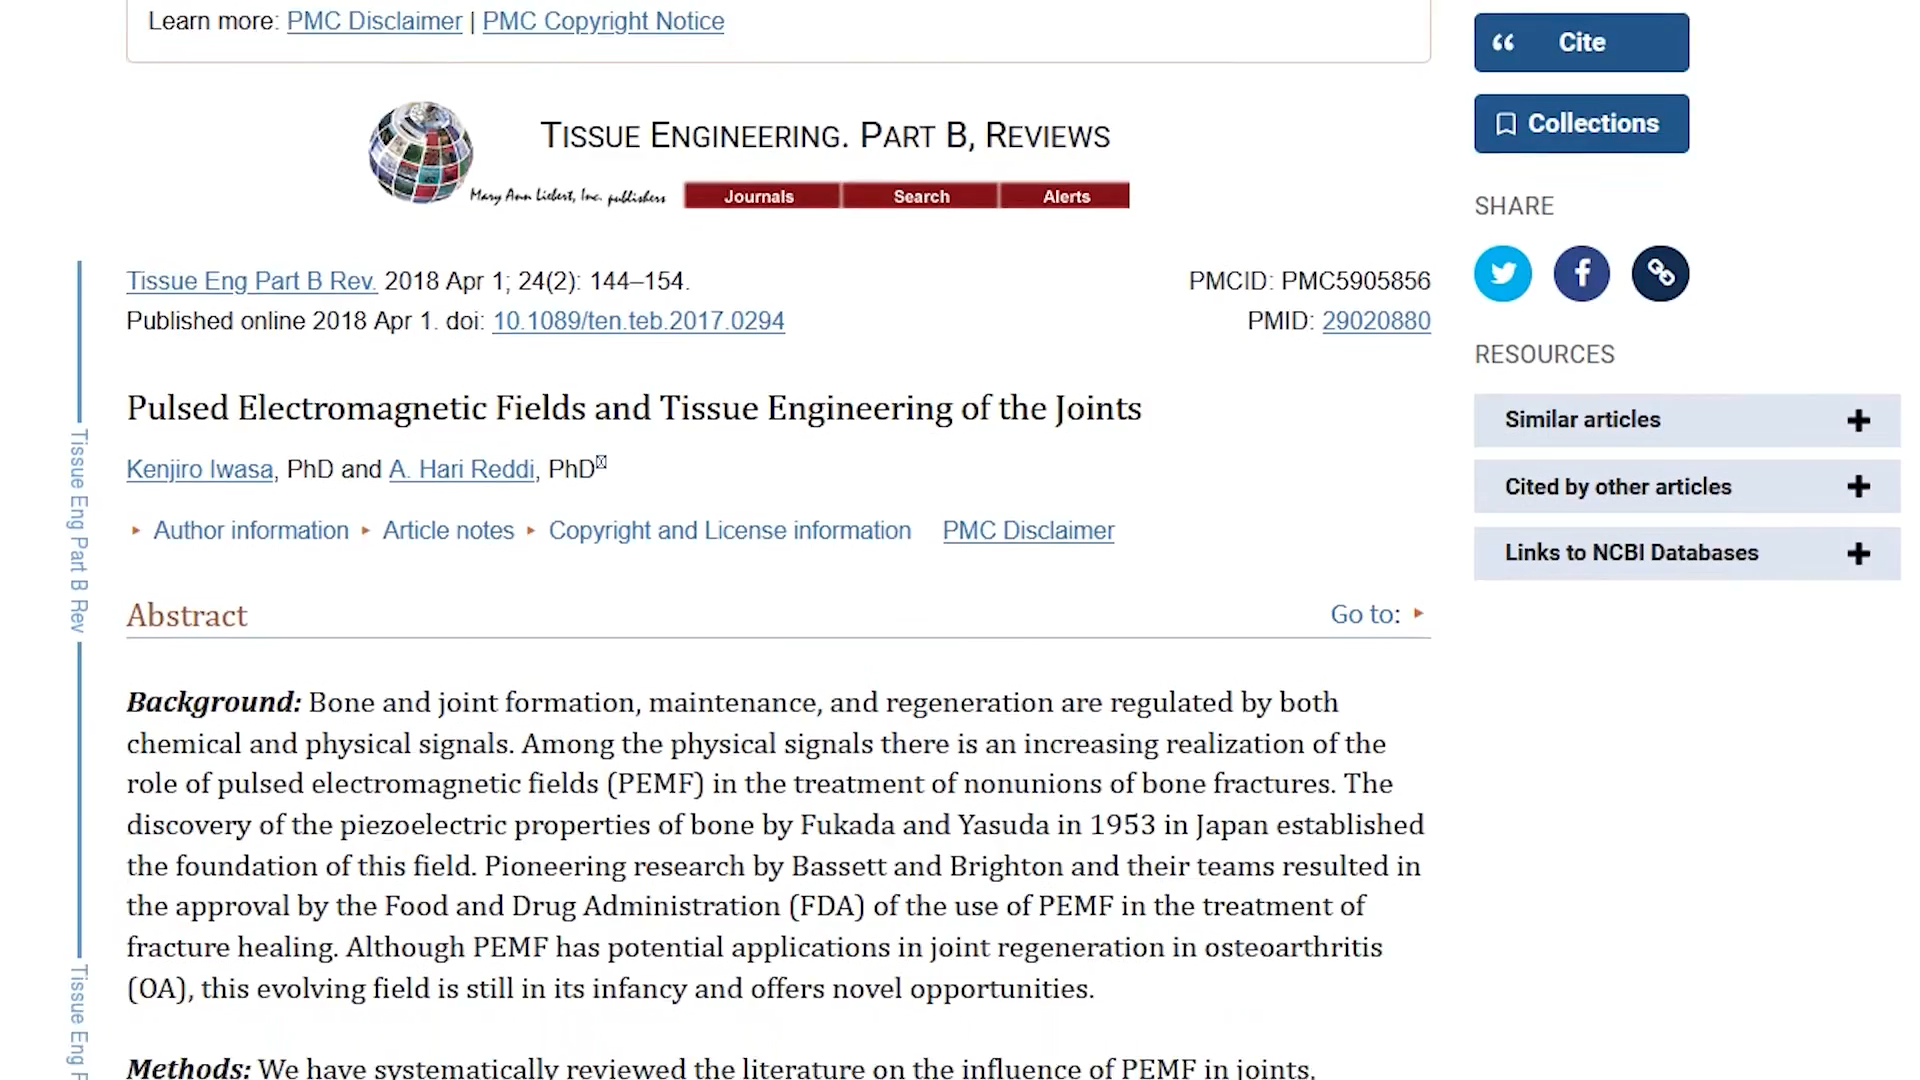 Learn more: PMC Disclaimer | PMC Copyright Notice
Cite
Collections
TISSUE ENGINEERING. PART B, REVIEWS
Mary Ann Liebert, Inc. publishers
Journals Search Alerts
SHARE
Tissue Eng Part B Rev. 2018 Apr 1; 24(2): 144–154.
PMCID: PMC5905856
Published online 2018 Apr 1. doi: 10.1089/ten.teb.2017.0294
PMID: 29020880
RESOURCES
Similar articles
Cited by other articles
Links to NCBI Databases
Pulsed Electromagnetic Fields and Tissue Engineering of the Joints
Kenjiro Iwasa, PhD and A. Hari Reddi, PhD
Author information Article notes Copyright and License information PMC Disclaimer
Tissue Eng Part B Rev
Abstract
Go to:
Background: Bone and joint formation, maintenance, and regeneration are regulated by both
chemical and physical signals. Among the physical signals there is an increasing realization of the
role of pulsed electromagnetic fields (PEMF) in the treatment of nonunions of bone fractures. The
discovery of the piezoelectric properties of bone by Fukada and Yasuda in 1953 in Japan established
the foundation of this field. Pioneering research by Bassett and Brighton and their teams resulted in
the approval by the Food and Drug Administration (FDA) of the use of PEMF in the treatment of
fracture healing. Although PEMF has potential applications in joint regeneration in osteoarthritis
(OA), this evolving field is still in its infancy and offers novel opportunities.
Tissue Eng
Methods: We have systematically reviewed the literature on the influence of PEMF in joints,